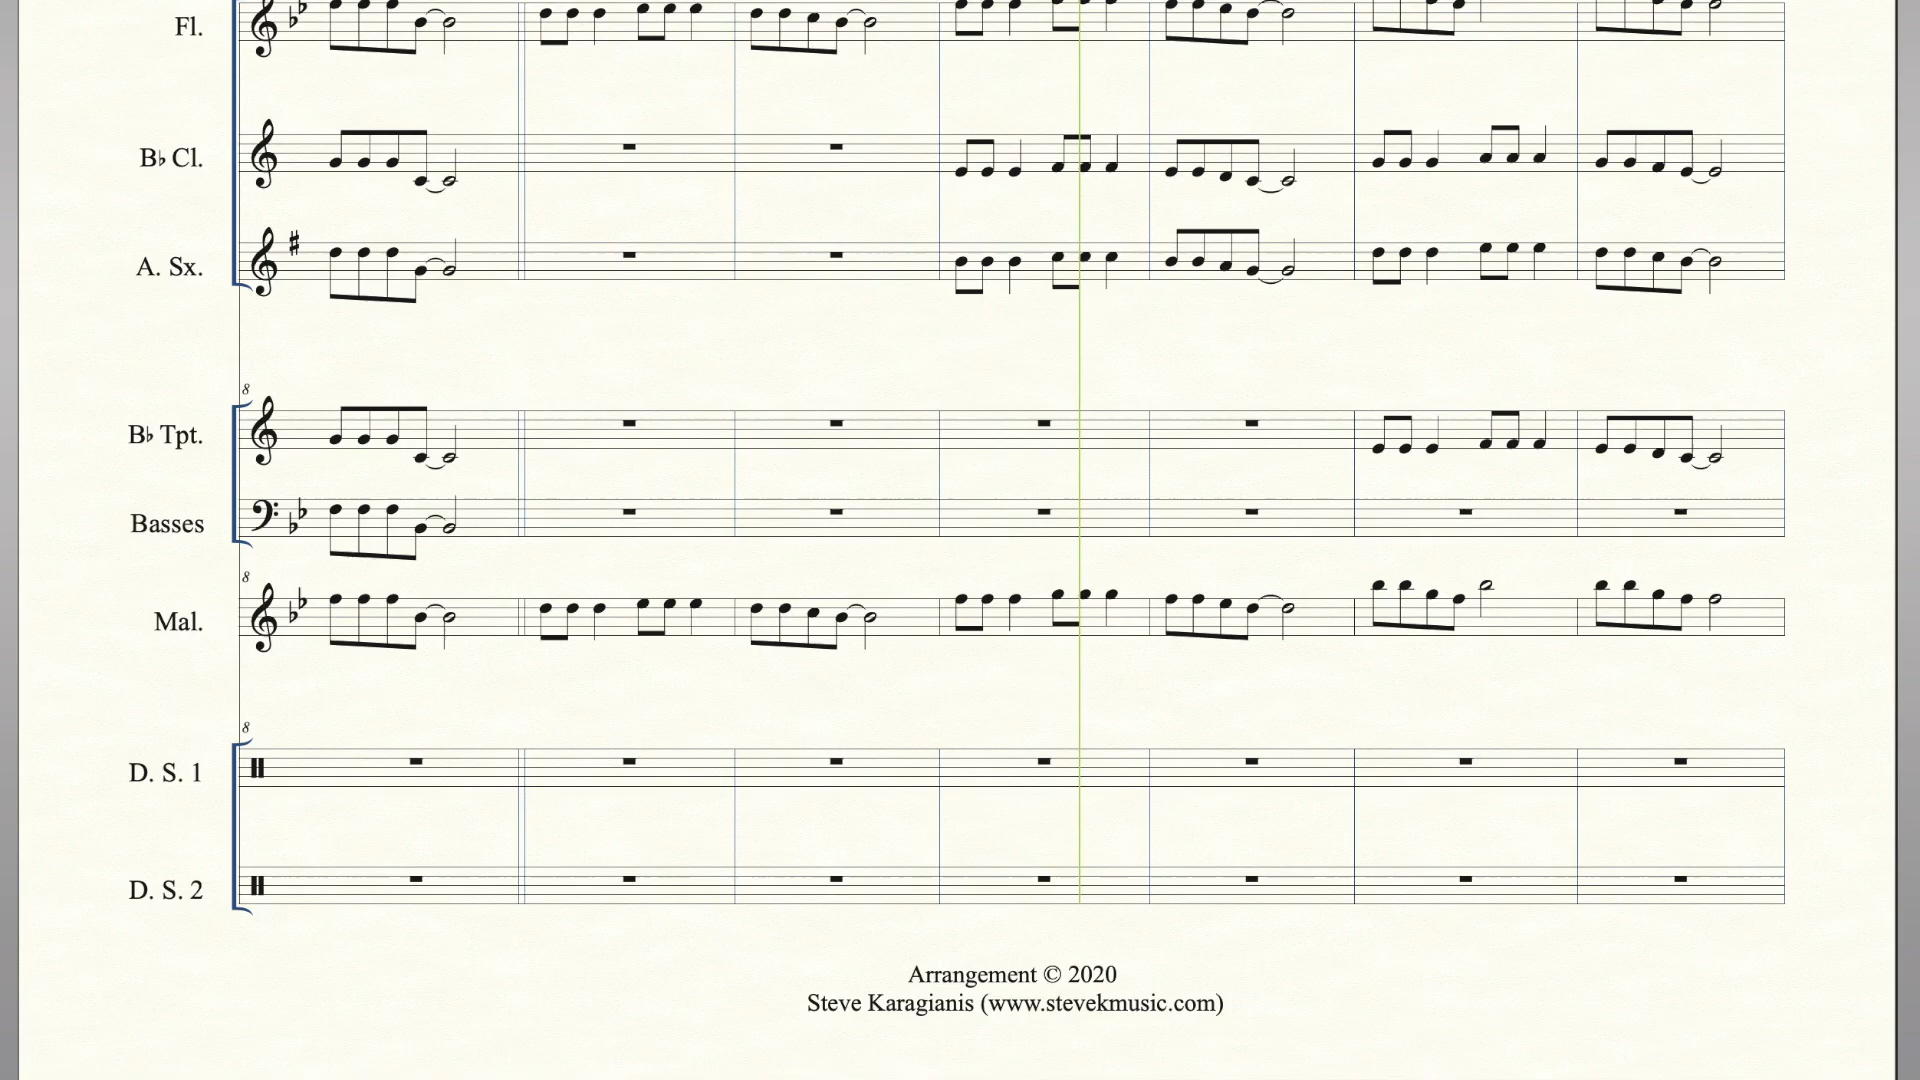 Fl.
B♭ Cl.
A. Sx.
8
B♭ Tpt.
Basses
8
Mal.
8
D. S. 1
D. S. 2
Arrangement © 2020
Steve Karagianis (www.stevekmusic.com)